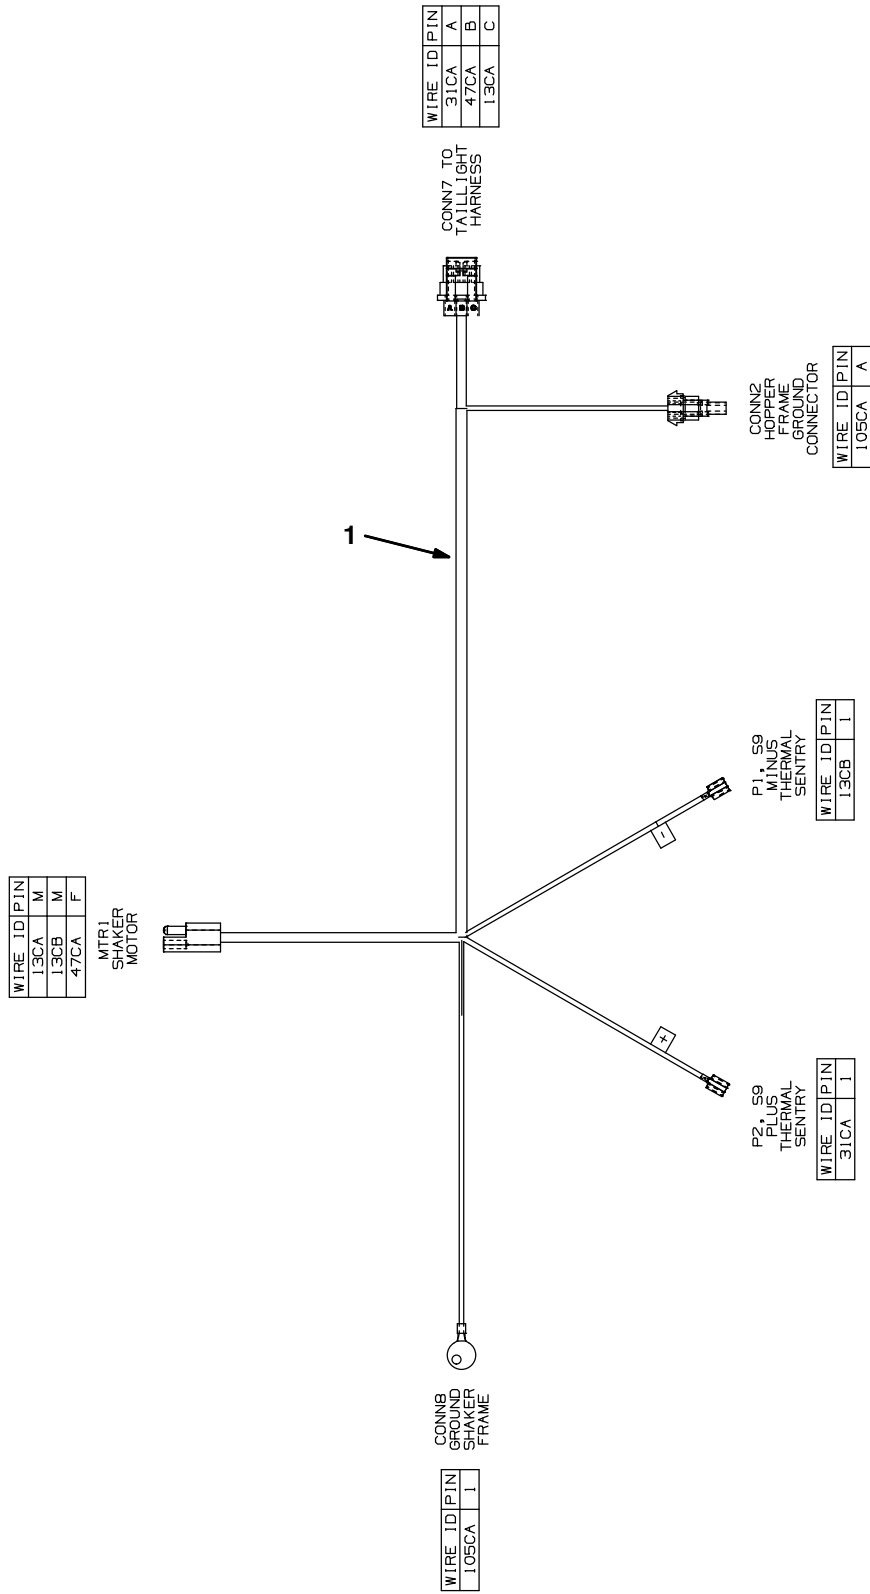 WIRE ID PIN
31CA A
47CA B
13CA C
CONN7 TO
TAILLIGHT
HARNESS
A B C
CONN2
HOPPER
FRAME
GROUND
CONNECTOR
WIRE ID PIN
105CA A
1
P1, S9
MINUS
THERMAL
SENTRY
WIRE ID PIN
13CB 1
-
WIRE ID PIN
13CA M
13CB M
47CA F
MTR1
SHAKER
MOTOR
+
P2, S9
PLUS
THERMAL
SENTRY
WIRE ID PIN
31CA 1
CONN8
GROUND
SHAKER
FRAME
WIRE ID PIN
105CA 1